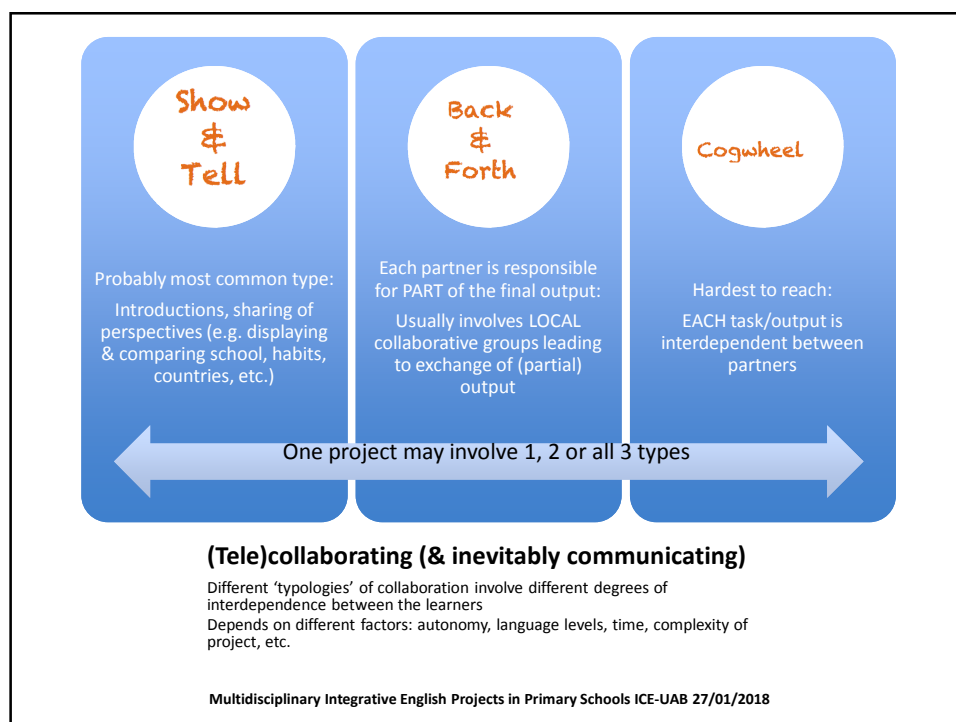 Show
&
Tell
Probably most common type:
Introductions, sharing of
perspectives (e.g. displaying
& comparing school, habits,
countries, etc.)
Back
&
Forth
Each partner is responsible
for PART of the final output:
Usually involves LOCAL
collaborative groups leading
to exchange of (partial)
output
Cogwheel
Hardest to reach:
EACH task/output is
interdependent between
partners
One project may involve 1, 2 or all 3 types
(Tele)collaborating (& inevitably communicating)
Different ‘typologies’ of collaboration involve different degrees of
interdependence between the learners
Depends on different factors: autonomy, language levels, time, complexity of
project, etc.
Multidisciplinary Integrative English Projects in Primary Schools ICE-UAB 27/01/2018